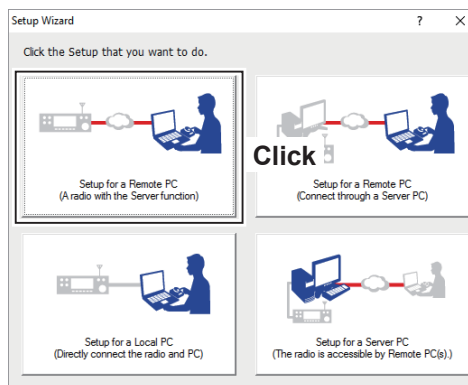 Setup Wizard
?
Click the Setup that you want to do.
Click
Setup for a Remote PC
(A radio with the Server function)
Setup for a Remote PC
(Connect through a Server PC)
Setup for a Local PC
(Directly connect the radio and PC)
Setup for a Server PC
(The radio is accessible by Remote PC(s).)